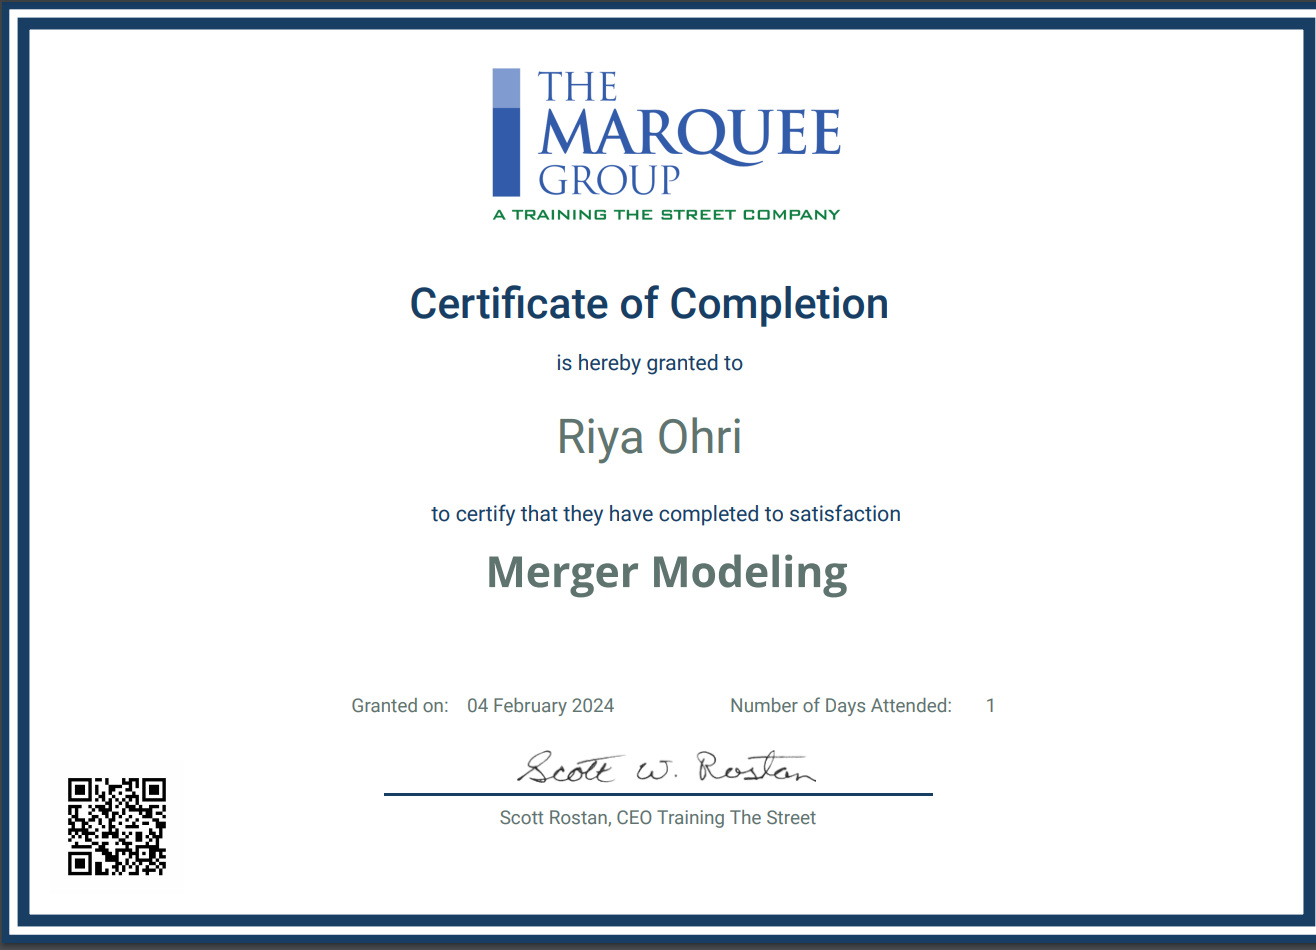 THE
MARQUEE
GROUP
A TRAINING THE STREET COMPANY
Certificate of Completion
is hereby granted to
Riya Ohri
to certify that they have completed to satisfaction
Merger Modeling
Granted on: 04 February 2024 Number of Days Attended: 1
Scott W. Rostan
Scott Rostan, CEO Training The Street